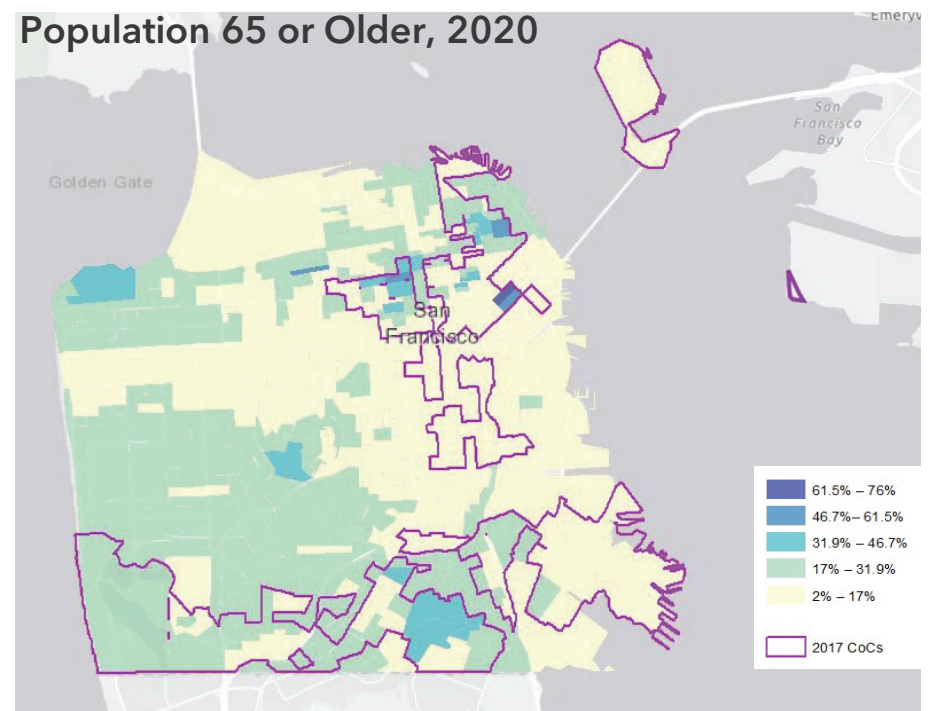 Population 65 or Older, 2020
San
Francisco
Bay
Golden Gate
San
Francisco
61.5% – 76%
46.7%– 61.5%
31.9% – 46.7%
17% – 31.9%
2% – 17%
2017 CoCs